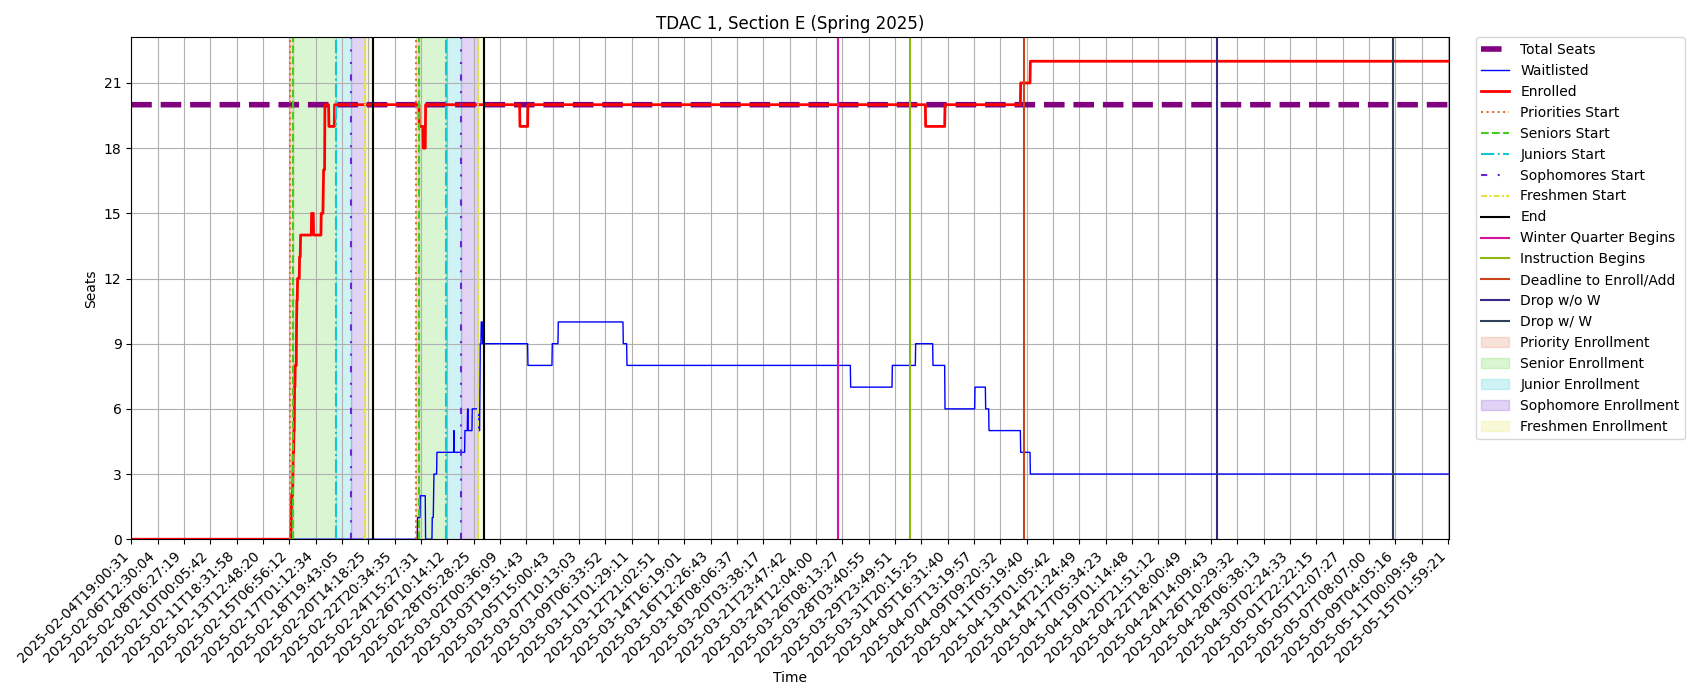 TDAC 1, Section E (Spring 2025)
Seats
21
18
15
12
9
6
3
0
2025-02-04T19:00:31
2025-02-06T12:30:04
2025-02-08T06:27:19
2025-02-10T00:05:42
2025-02-11T18:31:58
2025-02-13T12:48:20
2025-02-15T06:56:12
2025-02-17T01:12:34
2025-02-18T19:43:05
2025-02-20T14:18:25
2025-02-22T20:34:35
2025-02-24T15:27:31
2025-02-26T10:14:12
2025-02-28T05:28:25
2025-03-02T00:36:09
2025-03-03T19:51:43
2025-03-05T15:00:43
2025-03-07T10:13:03
2025-03-09T06:33:52
2025-03-11T01:29:11
2025-03-12T21:02:51
2025-03-14T16:19:01
2025-03-16T12:26:43
2025-03-18T08:06:37
2025-03-20T03:38:17
2025-03-21T23:47:42
2025-03-24T12:04:00
2025-03-26T08:13:27
2025-03-28T03:40:55
2025-03-29T23:49:51
2025-03-31T20:15:25
2025-04-05T16:31:40
2025-04-07T13:19:57
2025-04-09T09:20:32
2025-04-11T05:19:40
2025-04-13T01:05:42
2025-04-14T21:24:49
2025-04-17T05:34:23
2025-04-19T01:14:48
2025-04-20T21:51:12
2025-04-22T18:00:49
2025-04-24T14:09:43
2025-04-26T10:29:32
2025-04-28T06:38:13
2025-04-30T02:24:33
2025-05-01T22:22:15
2025-05-05T12:07:27
2025-05-07T08:07:00
2025-05-09T04:05:16
2025-05-11T00:09:58
2025-05-15T01:59:21
Time
Total Seats
Waitlisted
Enrolled
Priorities Start
Seniors Start
Juniors Start
Sophomores Start
Freshmen Start
End
Winter Quarter Begins
Instruction Begins
Deadline to Enroll/Add
Drop w/o W
Drop w/ W
Priority Enrollment
Senior Enrollment
Junior Enrollment
Sophomore Enrollment
Freshmen Enrollment